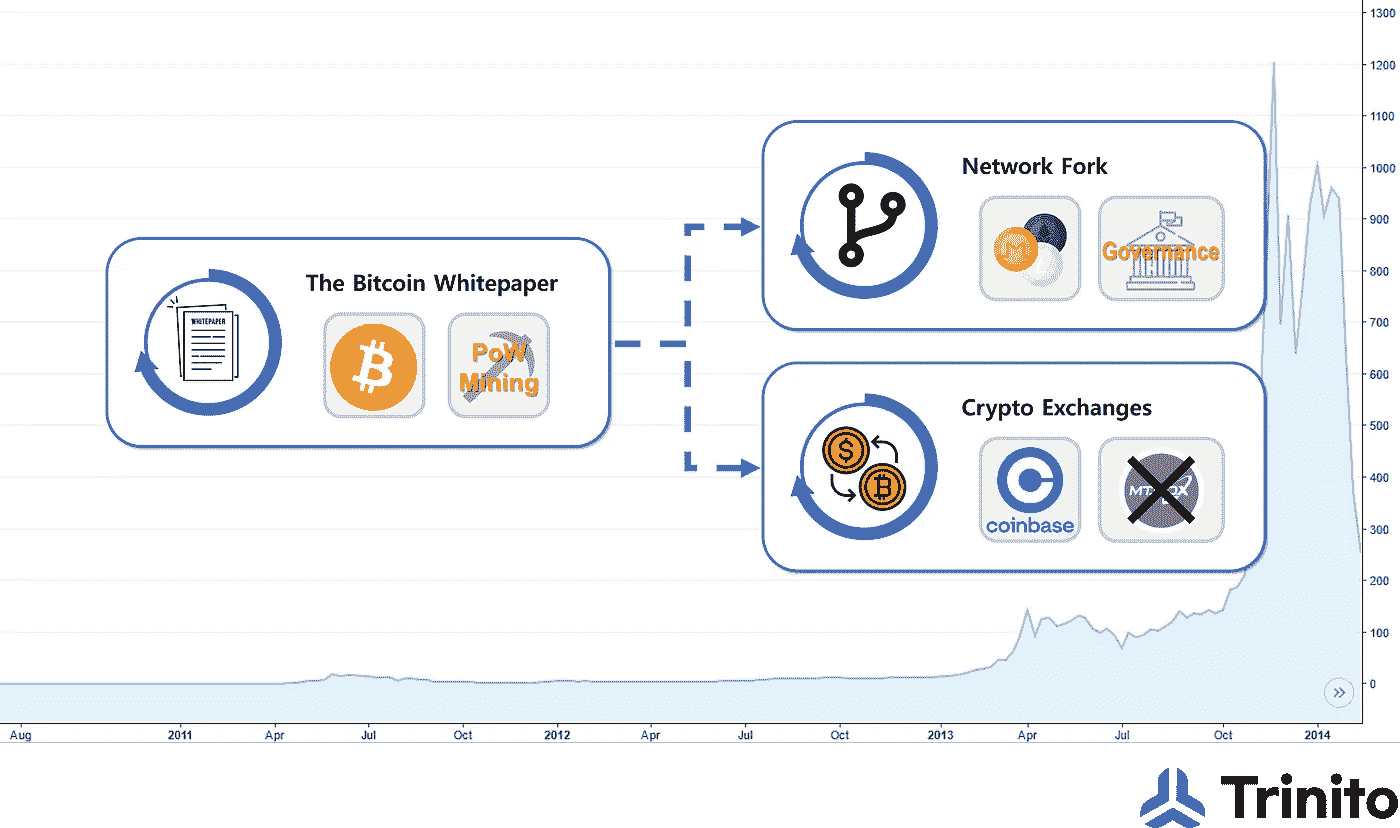 The Bitcoin Whitepaper
WHITEPAPER
PoW
Mining
Network Fork
Governance
Crypto Exchanges
coinbase
1300
1200
1100
1000
900
800
700
600
500
400
300
200
100
0
Aug
2011
Apr
Jul
Oct
2012
Apr
Jul
Oct
2013
Apr
Jul
Oct
2014
Trinito